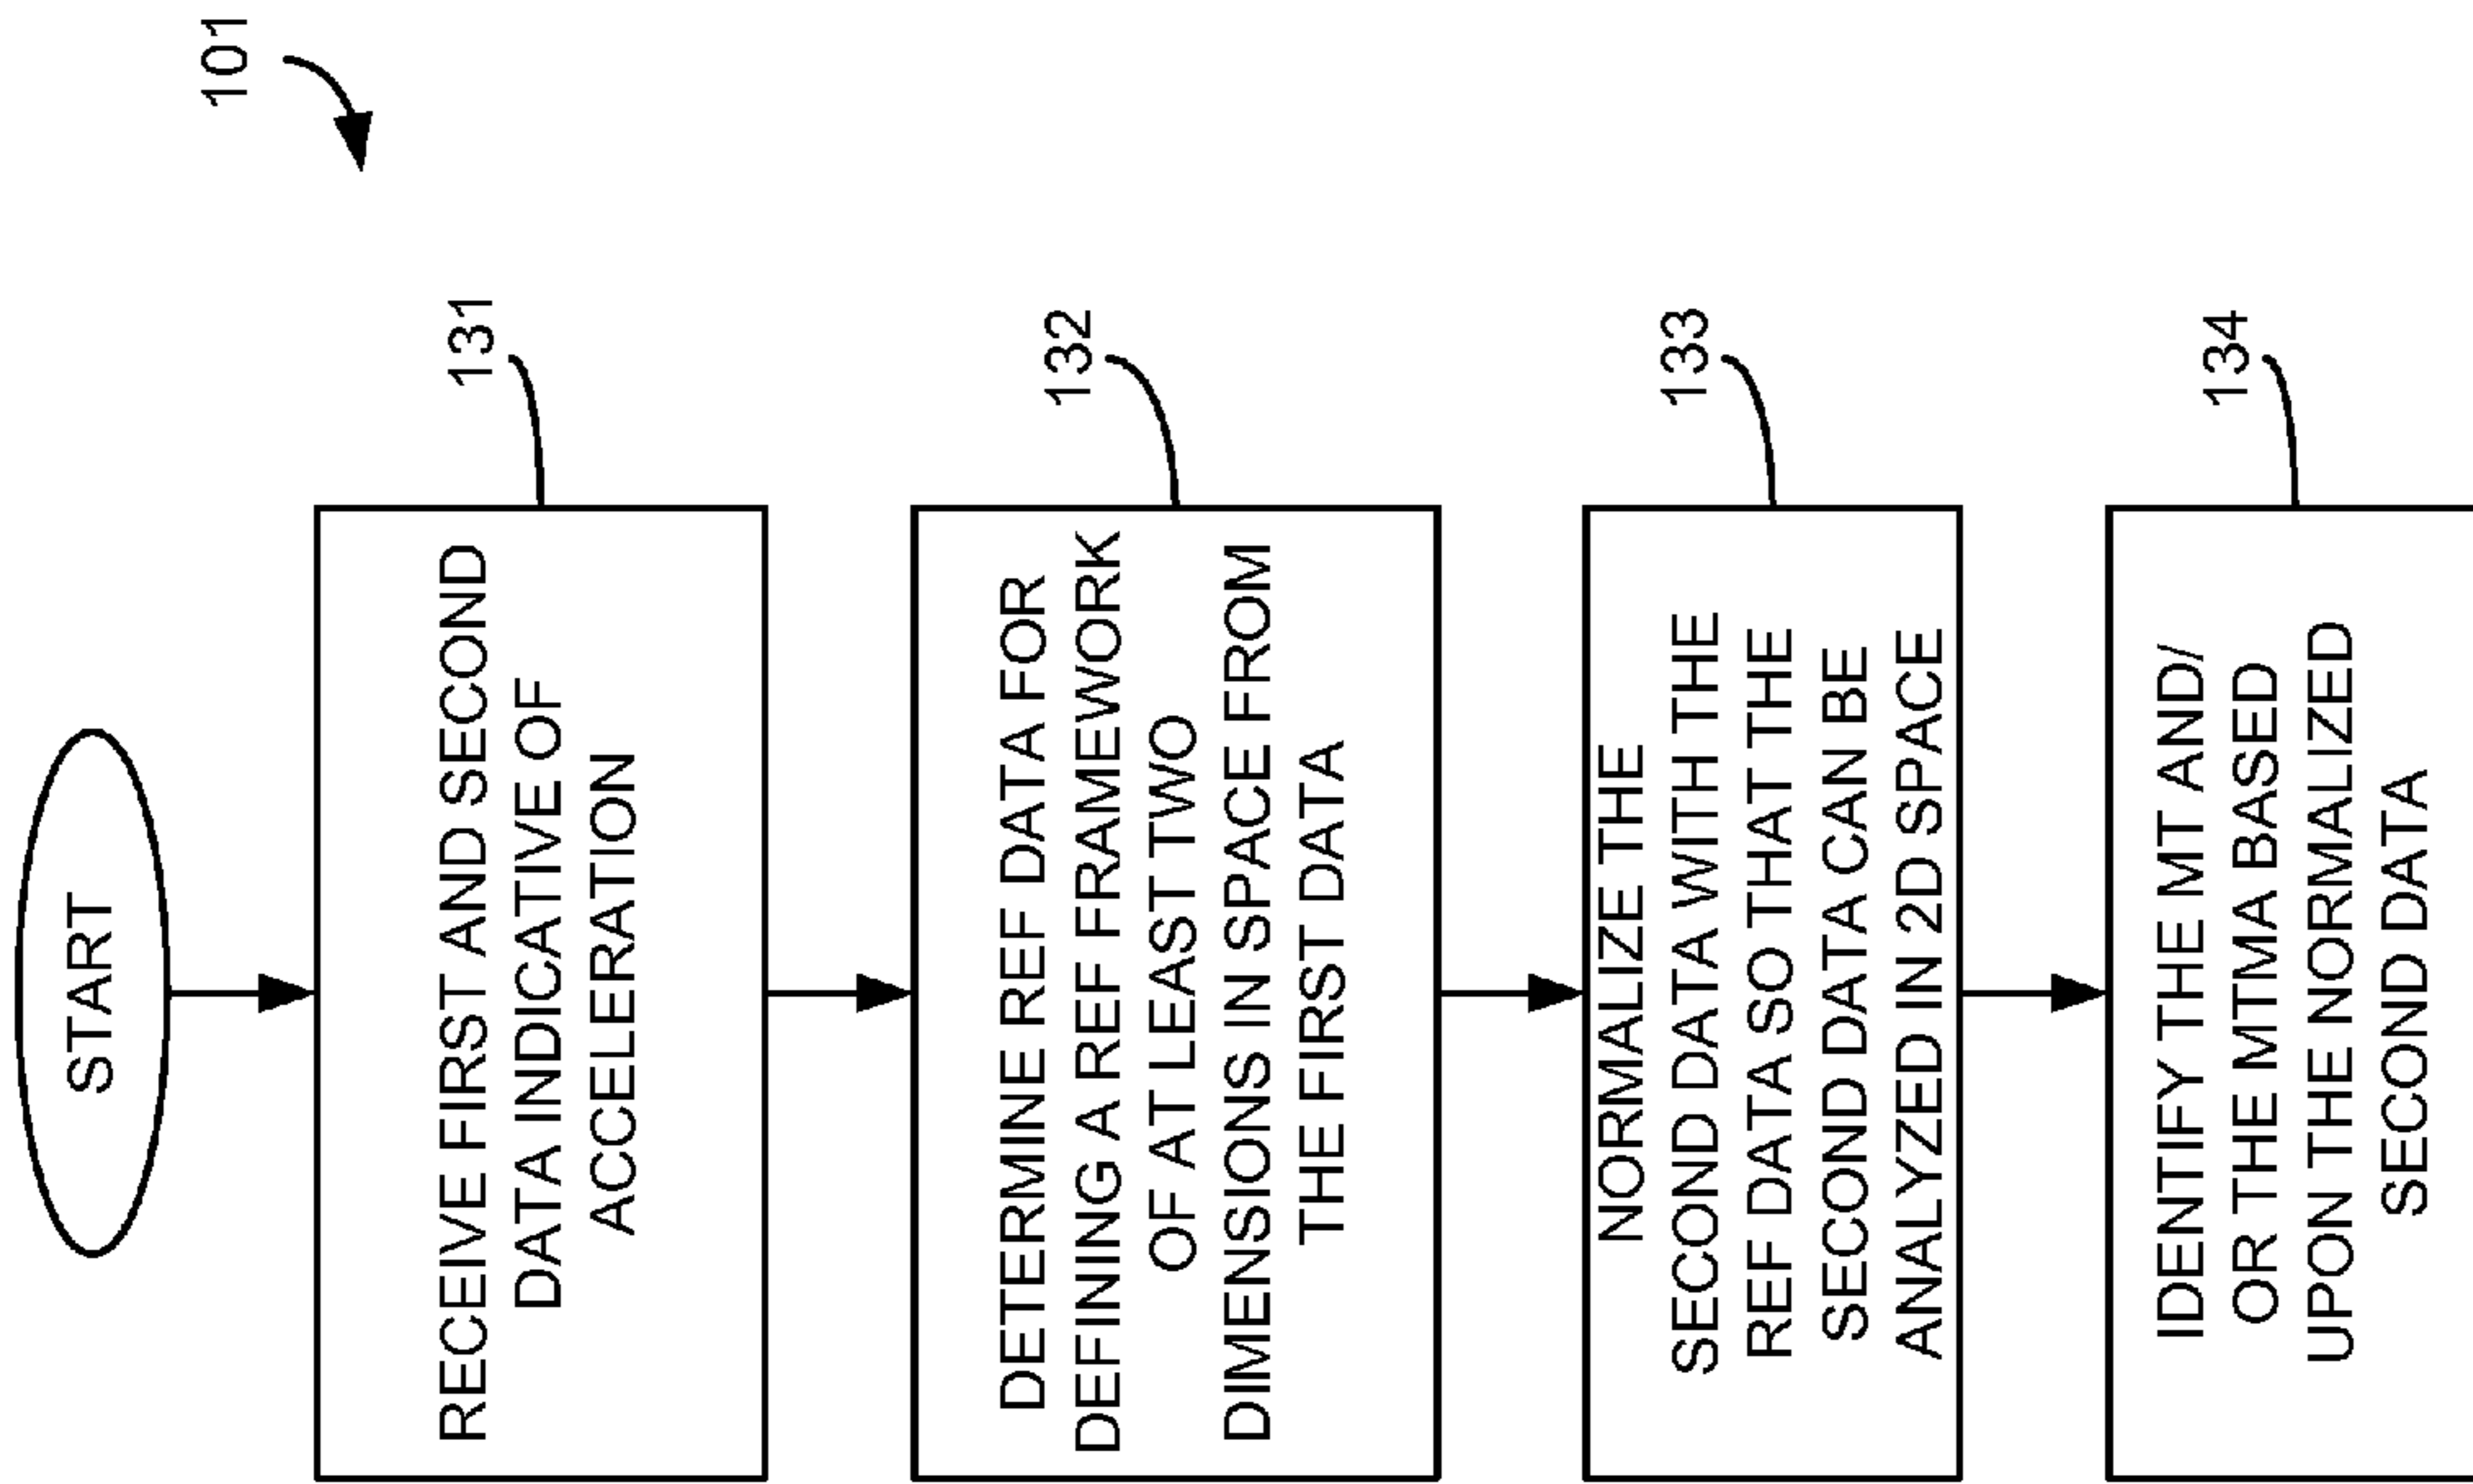 101
START
131
RECEIVE FIRST AND SECOND
DATA INDICATIVE OF
ACCELERATION
132
DETERMINE REF DATA FOR
DEFINING A REF FRAMEWORK
OF AT LEAST TWO
DIMENSIONS IN SPACE FROM
THE FIRST DATA
133
NORMALIZE THE
SECOND DATA WITH THE
REF DATA SO THAT THE
SECOND DATA CAN BE
ANALYZED IN 2D SPACE
134
IDENTIFY THE MT AND/
OR THE MTMA BASED
UPON THE NORMALIZED
SECOND DATA